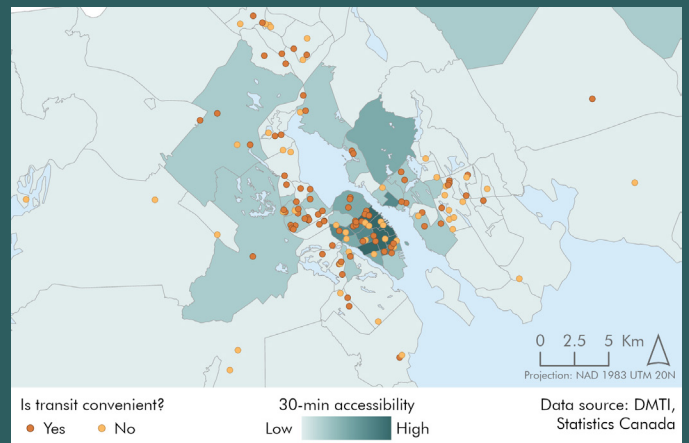 0 2.5 5 Km
Projection: NAD 1983 UTM 20N
Is transit convenient?
Yes No
30-min accessibility
Low High
Data source: DMTI,
Statistics Canada